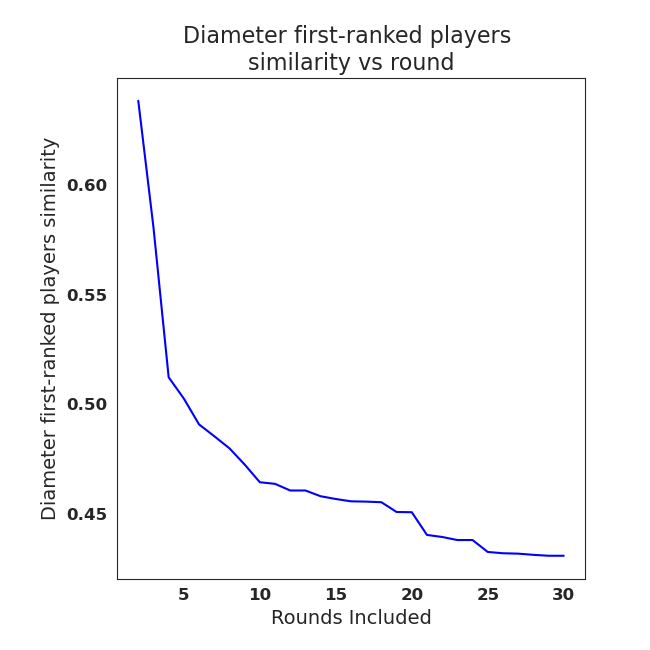 Diameter first-ranked players
similarity vs round
Diameter first-ranked players similarity
0.60
0.55
0.50
0.45
5 10 15 20 25 30
Rounds Included